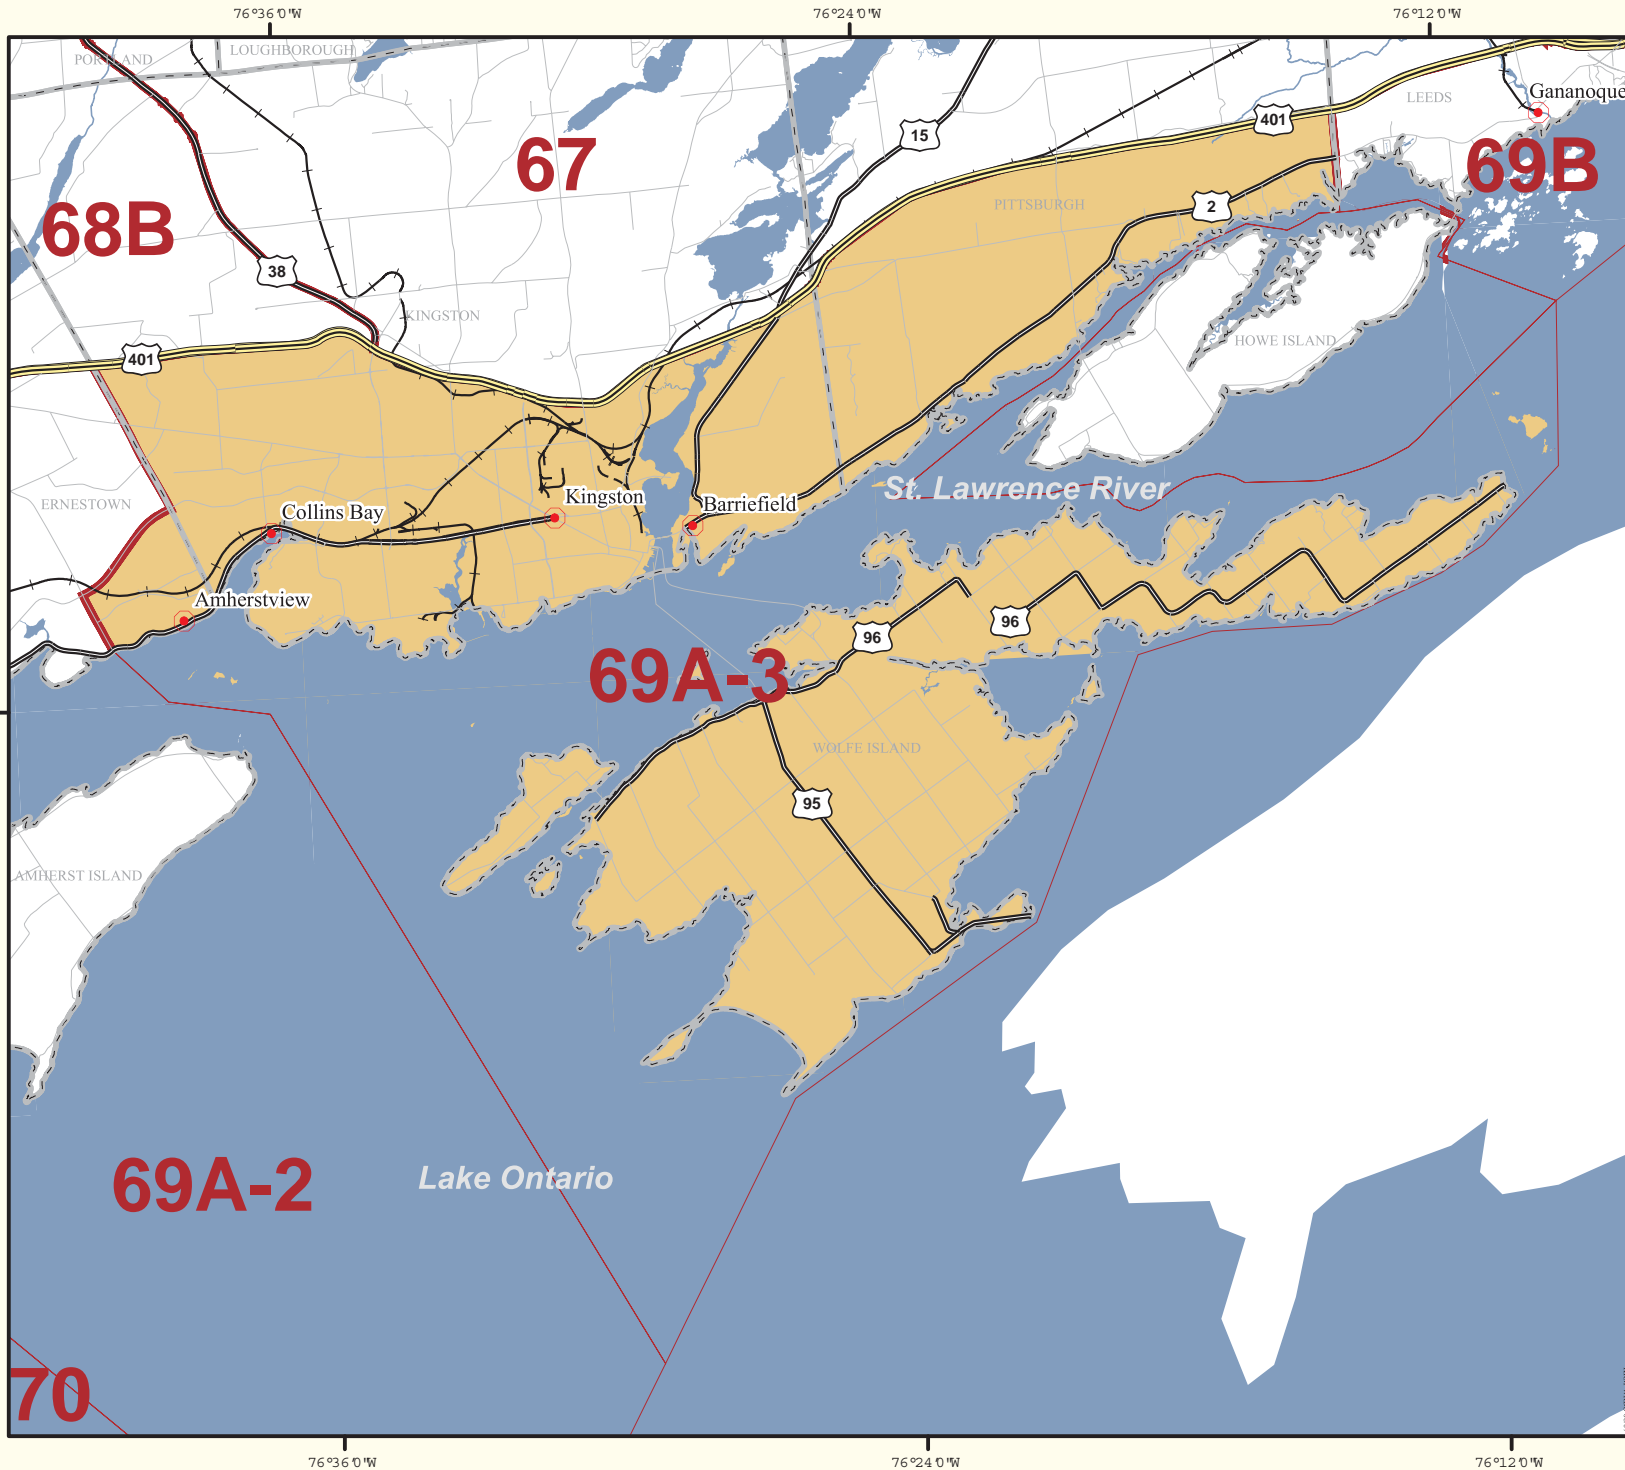 76°36'0"W
76°24'0"W
76°12'0"W
LOUGHBOROUGH
PORTLAND
LEEDS
Gananoque
401
15
67
69B
PITTSBURGH
2
68B
38
KINGSTON
HOWE ISLAND
401
St. Lawrence River
Kingston
Barriefield
ERNESTOWN
Collins Bay
Amherstview
96
96
69A-3
WOLFE ISLAND
95
AMHERST ISLAND
69A-2
Lake Ontario
70
76°36'0"W
76°24'0"W
76°12'0"W